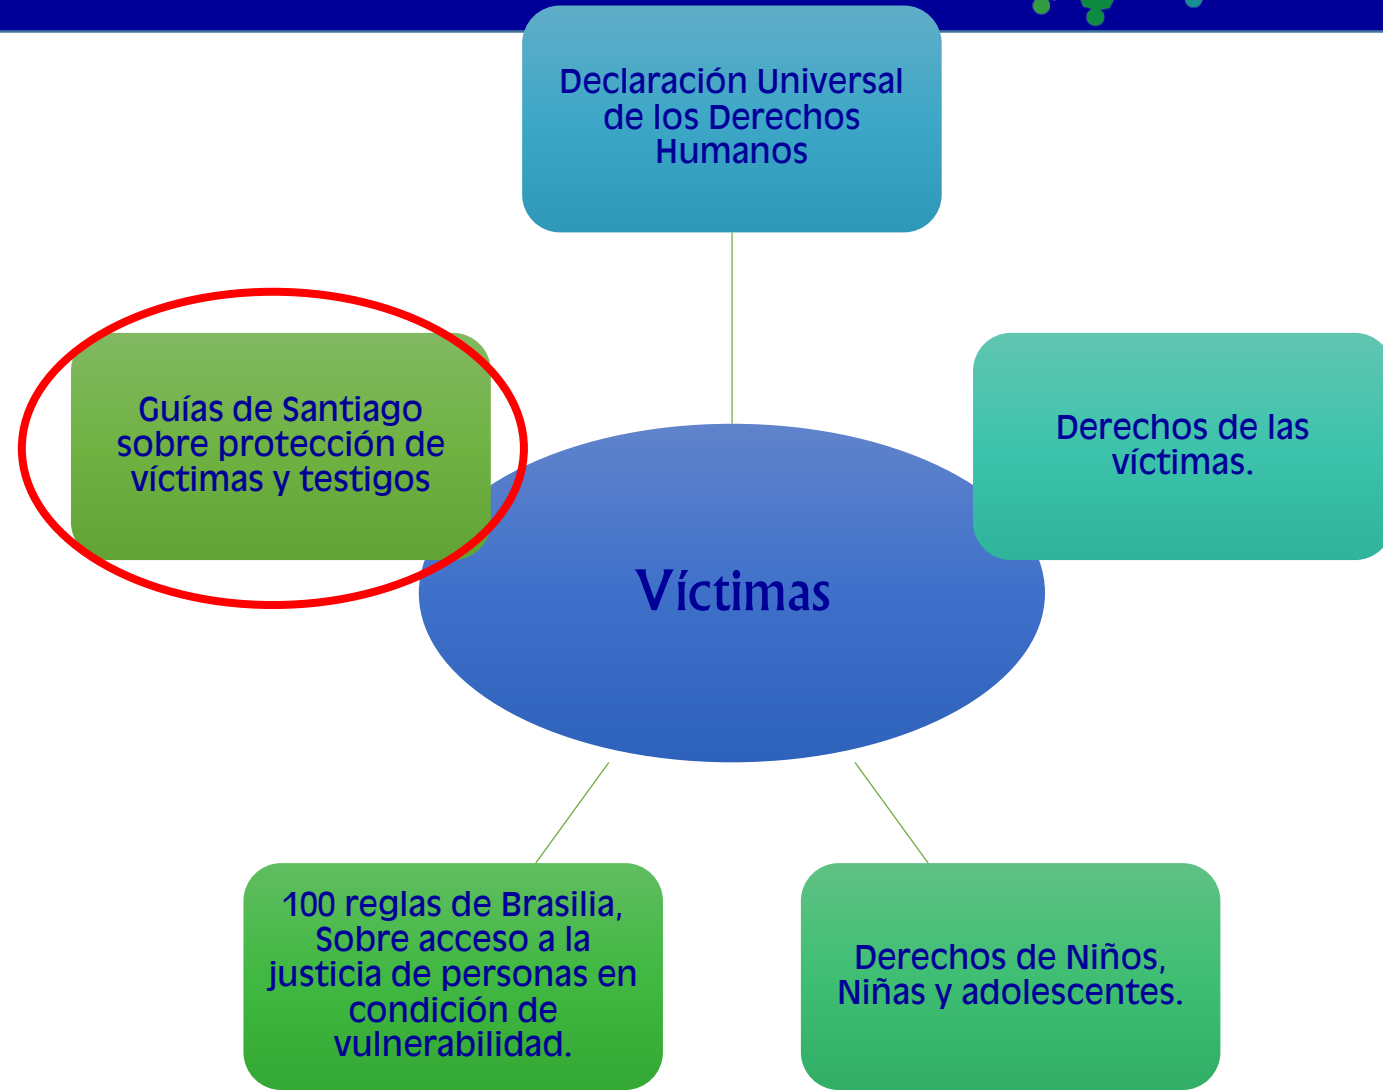 Declaración Universal
de los Derechos
Humanos
Guías de Santiago
sobre protección de
víctimas y testigos
Derechos de las
víctimas.
Víctimas
100 reglas de Brasilia,
Sobre acceso a la
justicia de personas en
condición de
vulnerabilidad.
Derechos de Niños,
Niñas y adolescentes.